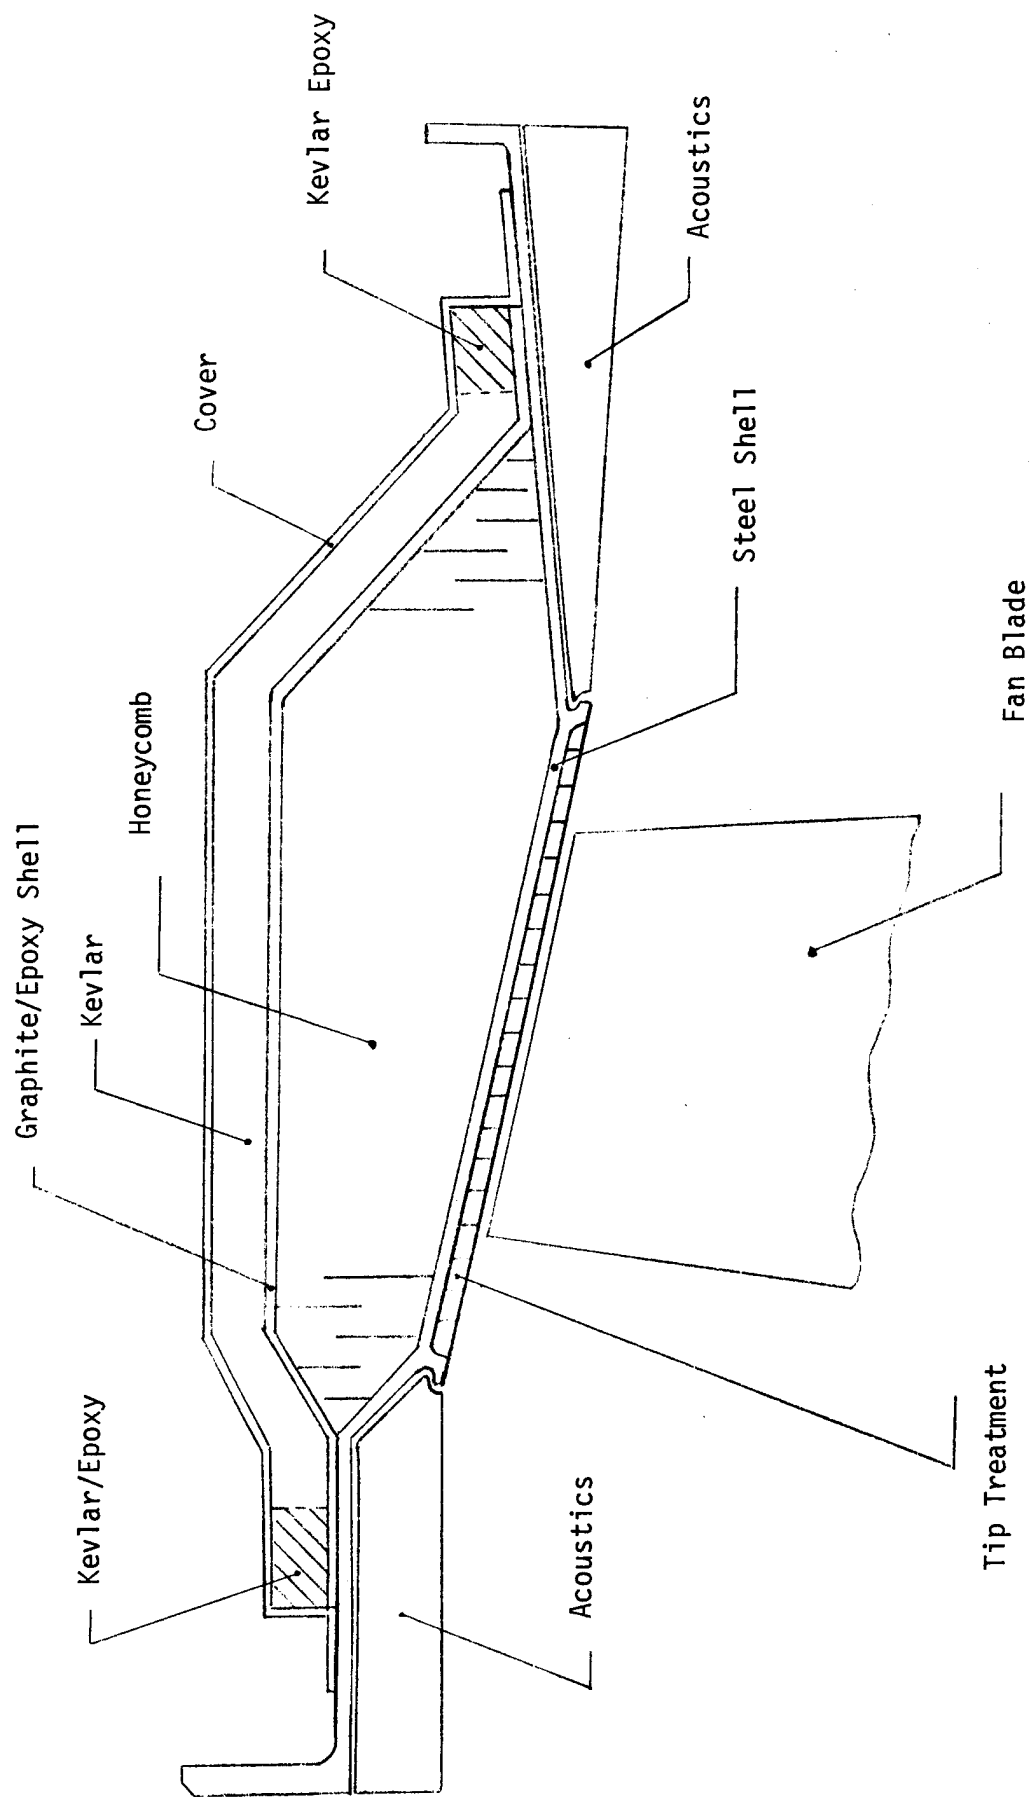 Kevlar/Epoxy
Graphite/Epoxy Shell
Kevlar
Honeycomb
Cover
Kevlar Epoxy
Acoustics
Steel Shell
Fan Blade
Tip Treatment
Acoustics